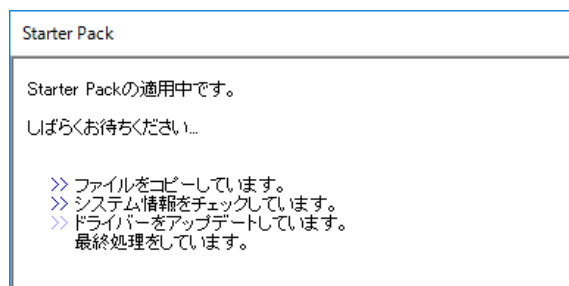 Starter Pack
Starter Packの適用中です。
しばらくお待ちください...
>> ファイルをコピーしています。
>> システム情報をチェックしています。
>> ドライバーをアップデートしています。
最終処理をしています。